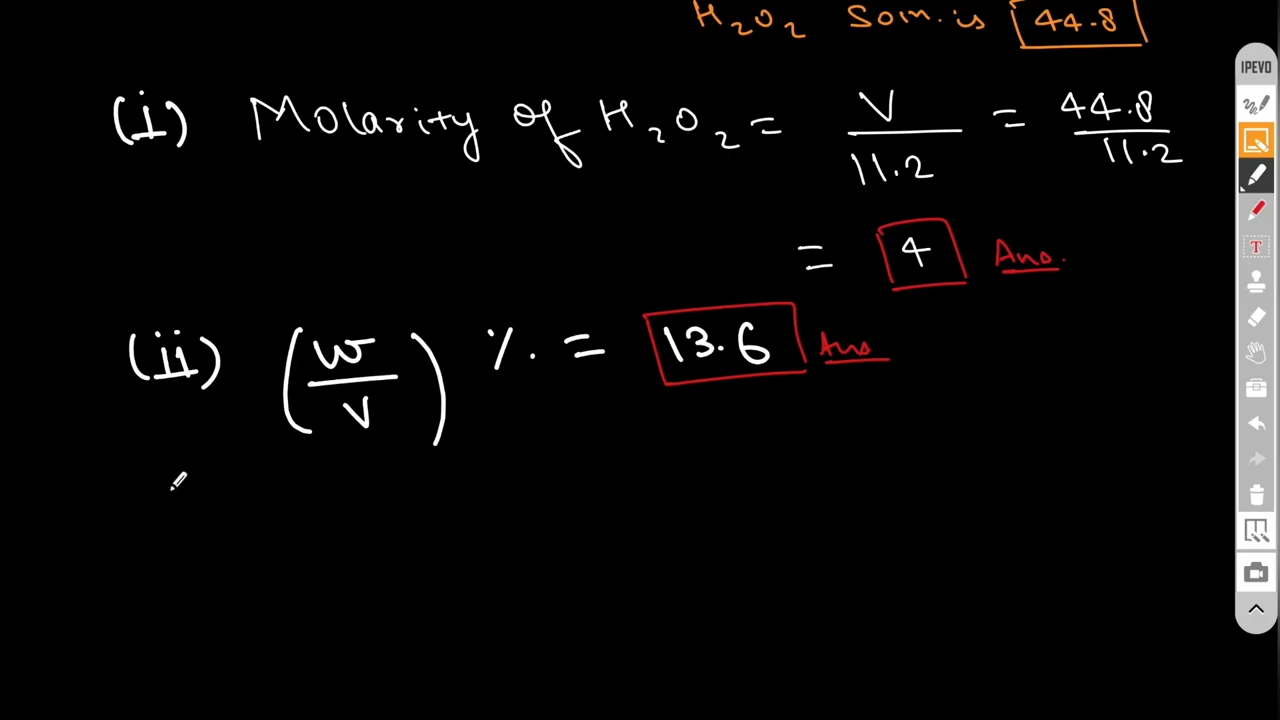 H₂O₂ Som. is 44.8
IPEVO
(i) Molarity of H₂O₂ = V/11.2 = 44.8/11.2
= 4 Ans.
T
(ii) (w/v) %. = 13.6 Ans